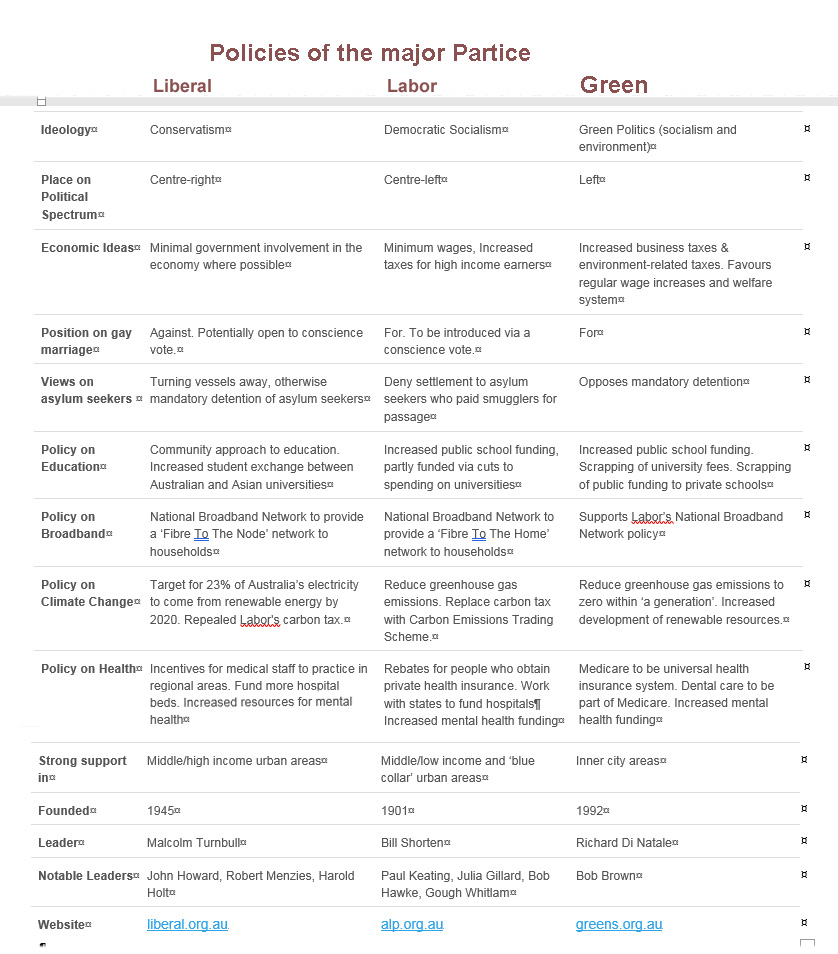 Policies of the major Partice
Liberal Labor Green
Ideology¤ Conservatism¤ Democratic Socialism¤ Green Politics (socialism and ¤
environment)¤
Place on Centre-right¤ Centre-left¤ Left¤ ¤
Political
Spectrum¤
Economic Ideas¤ Minimal government involvement in the Minimum wages, Increased Increased business taxes & ¤
economy where possible¤ taxes for high income earners¤ environment-related taxes. Favours
regular wage increases and welfare
system¤
Position on gay Against. Potentially open to conscience For. To be introduced via a For¤ ¤
marriage¤ vote.¤ conscience vote.¤
Views on Turning vessels away, otherwise Deny settlement to asylum Opposes mandatory detention¤ ¤
asylum seekers ¤ mandatory detention of asylum seekers¤ seekers who paid smugglers for
passage¤
Policy on Community approach to education. Increased public school funding, Increased public school funding. ¤
Education¤ Increased student exchange between partly funded via cuts to Scrapping of university fees. Scrapping
Australian and Asian universities¤ spending on universities¤ of public funding to private schools¤
Policy on National Broadband Network to provide National Broadband Network to Supports Labor's National Broadband ¤
Broadband¤ a ‘Fibre To The Node’ network to provide a ‘Fibre To The Home’ Network policy¤
households¤ network to households¤
Policy on Target for 23% of Australia’s electricity Reduce greenhouse gas Reduce greenhouse gas emissions to ¤
Climate Change¤ to come from renewable energy by emissions. Replace carbon tax zero within ‘a generation’. Increased
2020. Repealed Labor's carbon tax.¤ with Carbon Emissions Trading development of renewable resources.¤
Scheme.¤
Policy on Health¤ Incentives for medical staff to practice in Rebates for people who obtain Medicare to be universal health ¤
regional areas. Fund more hospital private health insurance. Work insurance system. Dental care to be
beds. Increased resources for mental with states to fund hospitals¶ part of Medicare. Increased mental
health¤ Increased mental health funding¤ health funding¤
Strong support Middle/high income urban areas¤ Middle/low income and ‘blue Inner city areas¤ ¤
in¤ collar’ urban areas¤
Founded¤ 1945¤ 1901¤ 1992¤ ¤
Leader¤ Malcolm Turnbull¤ Bill Shorten¤ Richard Di Natale¤ ¤
Notable Leaders¤ John Howard, Robert Menzies, Harold Paul Keating, Julia Gillard, Bob Bob Brown¤ ¤
Holt¤ Hawke, Gough Whitlam¤
Website¤ liberal.org.au alp.org.au greens.org.au ¤
¶